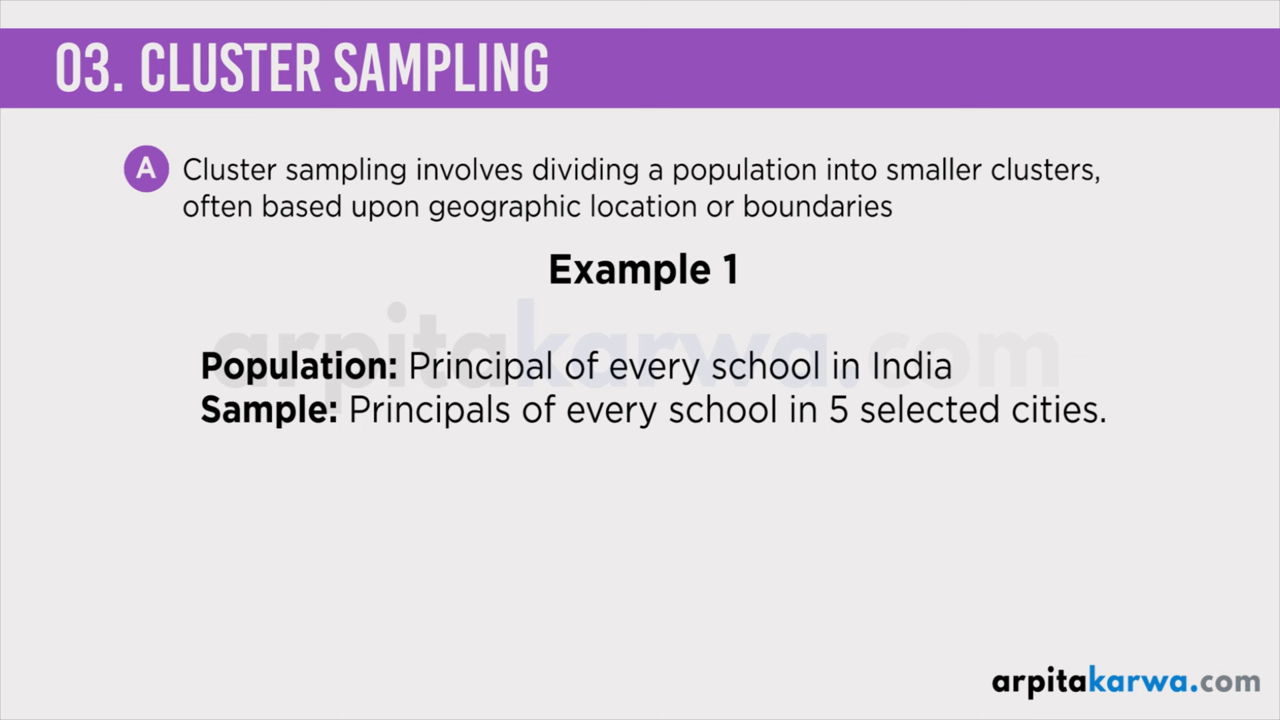 03. CLUSTER SAMPLING
A Cluster sampling involves dividing a population into smaller clusters,
often based upon geographic location or boundaries
Example 1
arpitakarwa.com
Population: Principal of every school in India
Sample: Principals of every school in 5 selected cities.
arpitakarwa.com